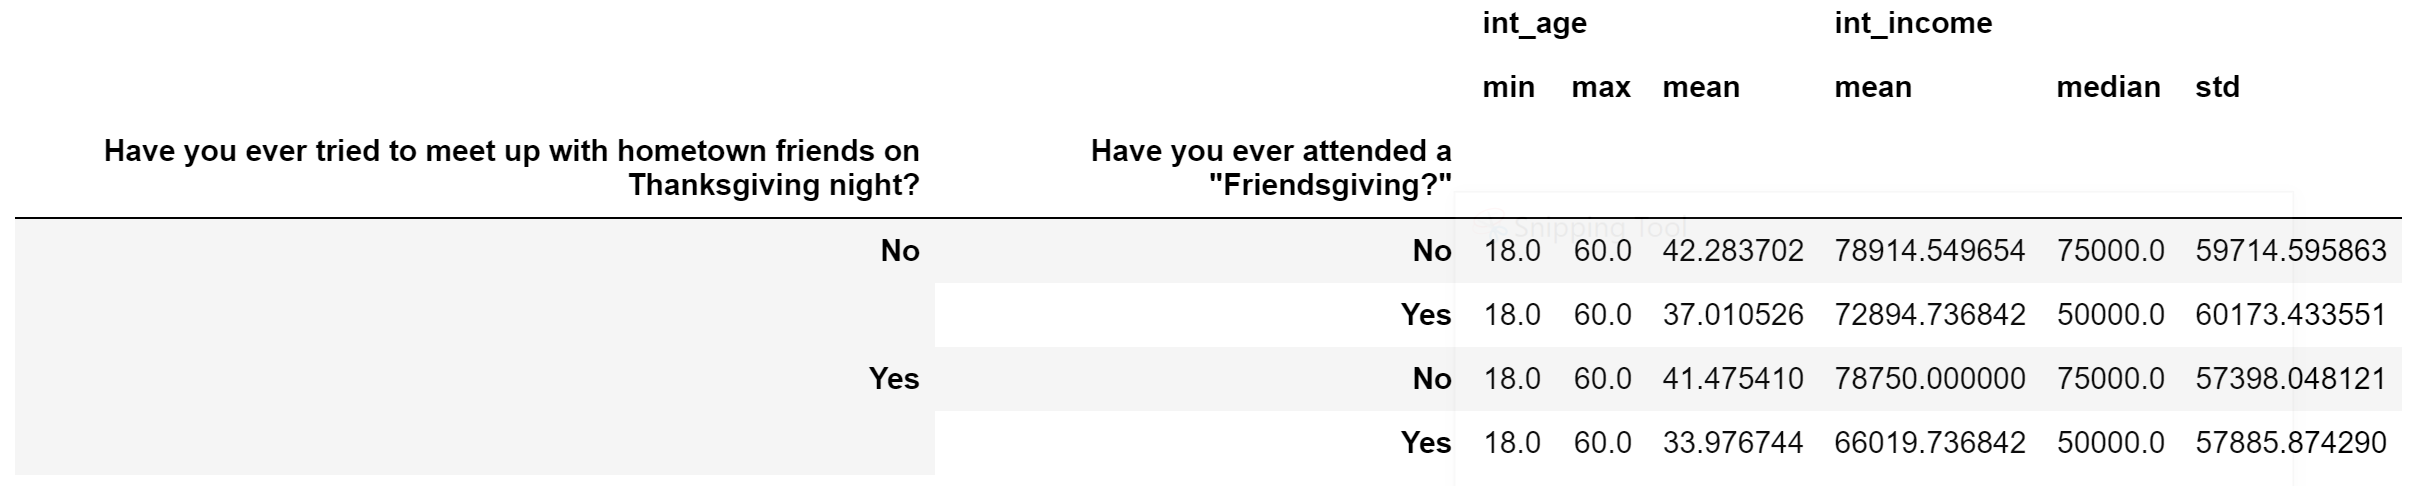 int_age int_income
min max mean mean median std
Have you ever tried to meet up with hometown friends on Have you ever attended a
Thanksgiving night? "Friendsgiving?"
Snipping Tool
No No 18.0 60.0 42.283702 78914.549654 75000.0 59714.595863
Yes 18.0 60.0 37.010526 72894.736842 50000.0 60173.433551
Yes No 18.0 60.0 41.475410 78750.000000 75000.0 57398.048121
Yes 18.0 60.0 33.976744 66019.736842 50000.0 57885.874290